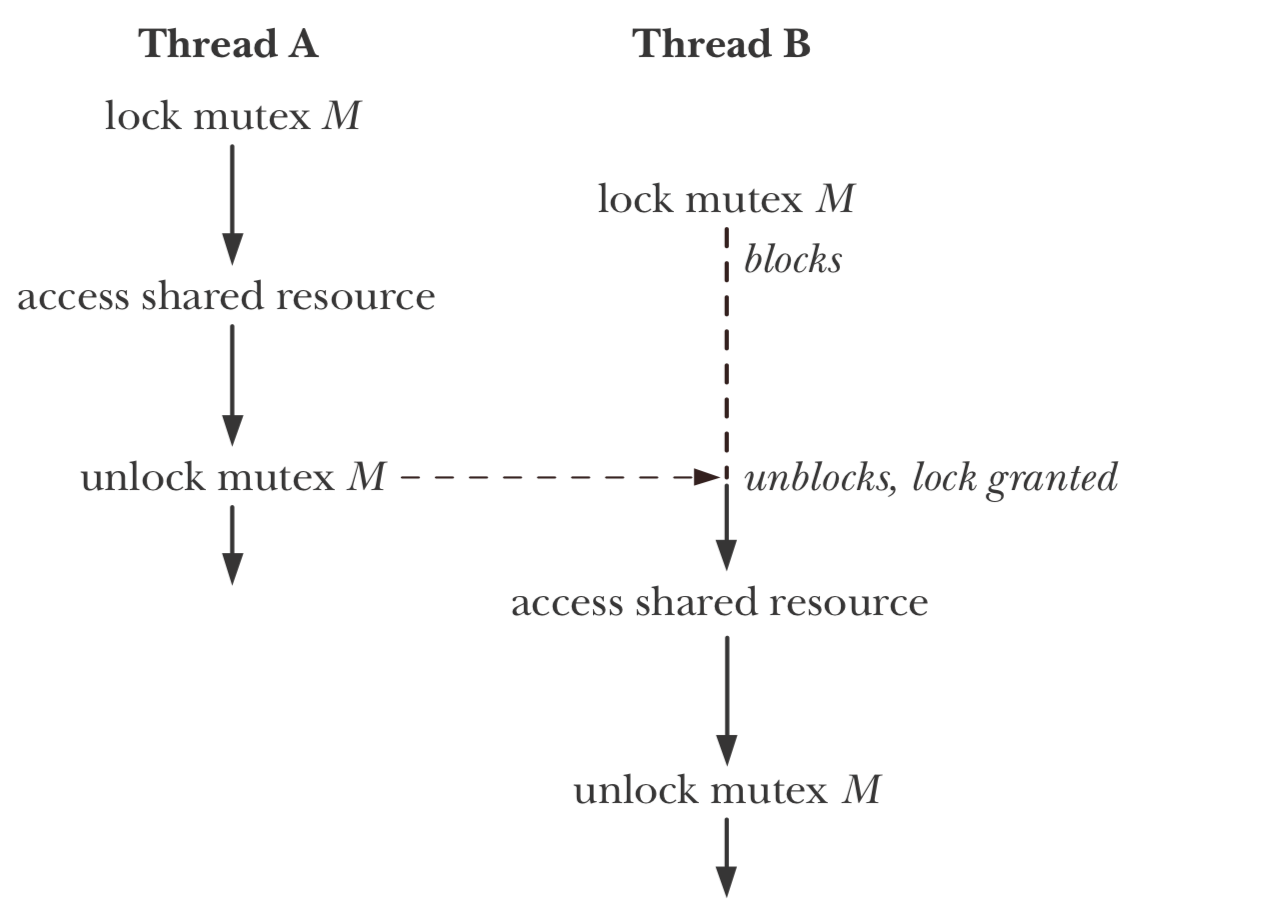 Thread A
Thread B
lock mutex M
lock mutex M
blocks
access shared resource
unlock mutex M
unblocks, lock granted
access shared resource
unlock mutex M